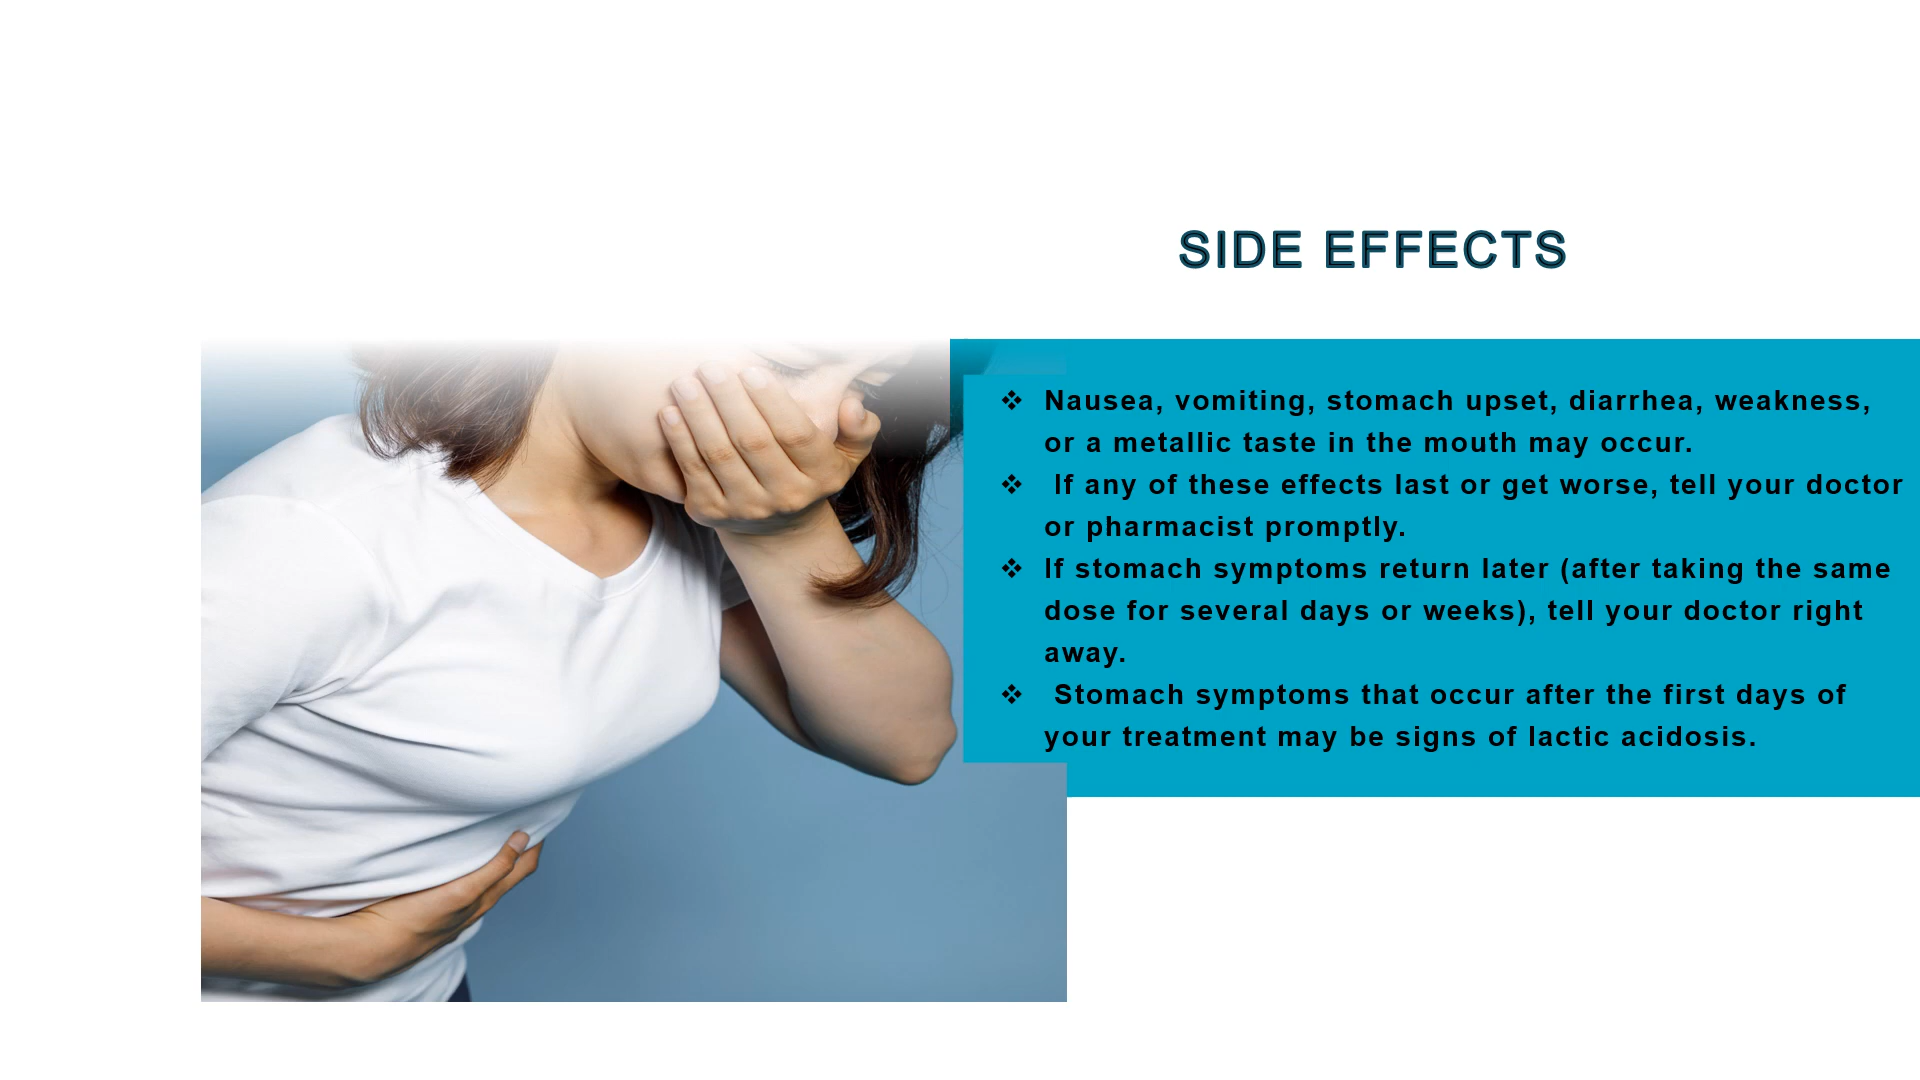 SIDE EFFECTS
❖ Nausea, vomiting, stomach upset, diarrhea, weakness,
or a metallic taste in the mouth may occur.
❖ If any of these effects last or get worse, tell your doctor
or pharmacist promptly.
❖ If stomach symptoms return later (after taking the same
dose for several days or weeks), tell your doctor right
away.
❖ Stomach symptoms that occur after the first days of
your treatment may be signs of lactic acidosis.